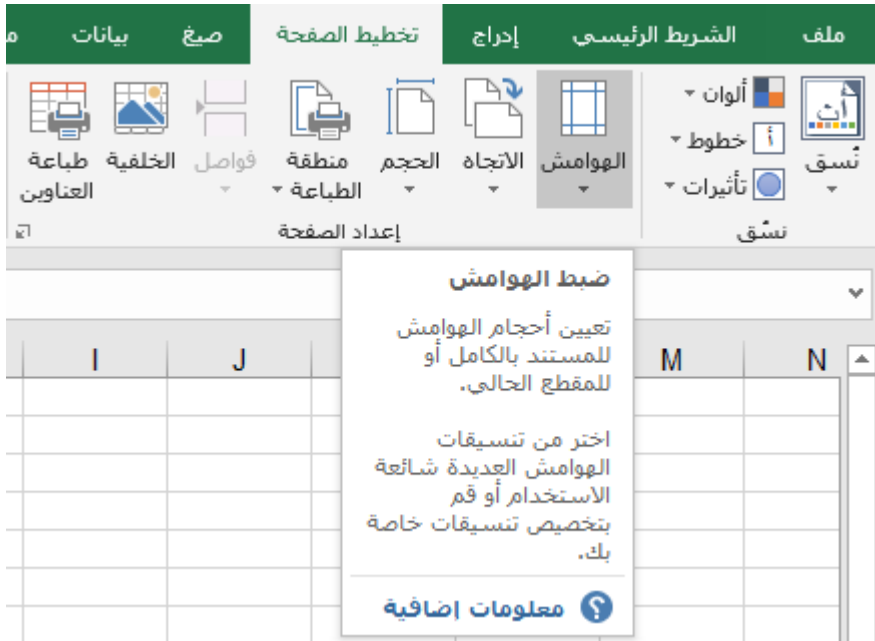 ملف الشريط الرئيسي إدراج تخطيط الصفحة صيغ بيانات
نُسق
ألوان
خطوط
تأثيرات
نسّق
الهوامش
الاتجاه
الحجم
منطقة
الطباعة
فواصل
الخلفية
طباعة
العناوين
إعداد الصفحة
ضبط الهوامش
تعيين أحجام الهوامش
للمستند بالكامل أو
للمقطع الحالي.
اختر من تنسيقات
الهوامش العديدة شائعة
الاستخدام أو قم
بتخصيص تنسيقات خاصة
بك.
معلومات إضافية
I J M N